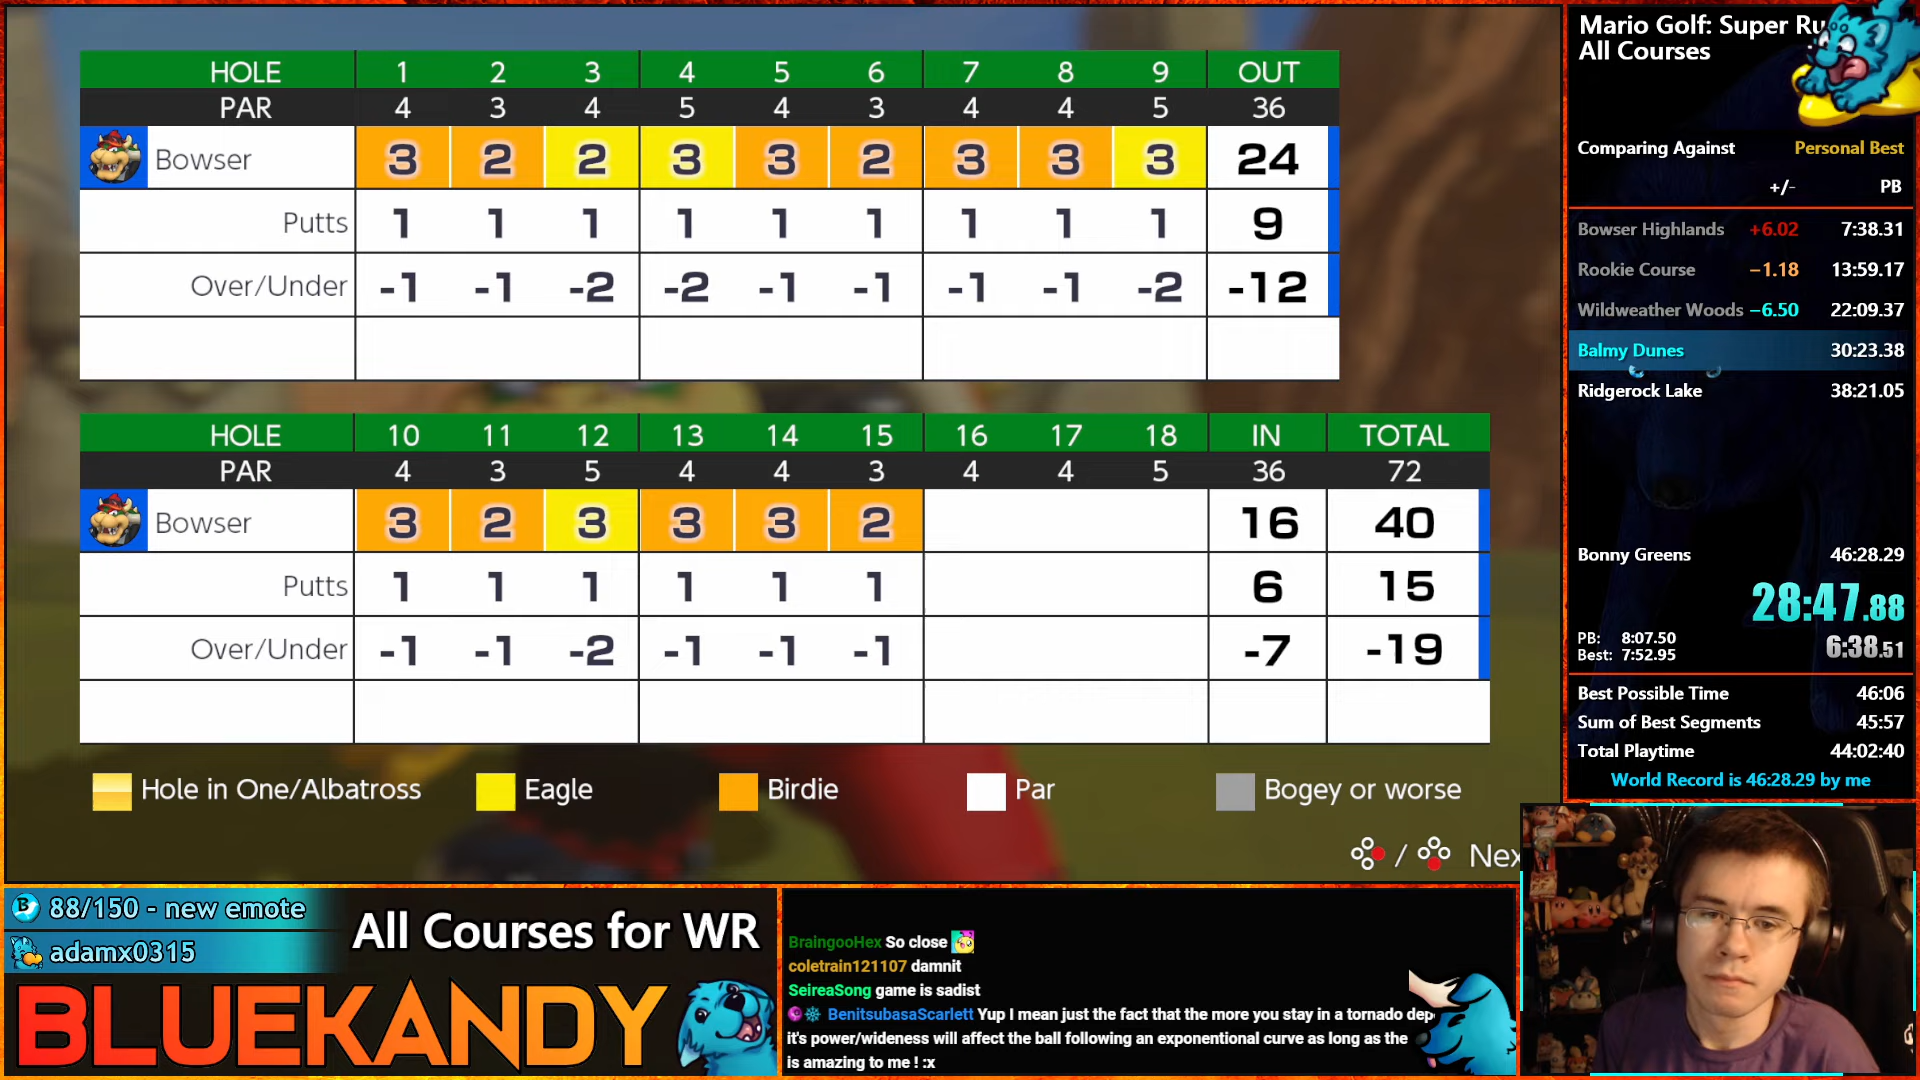 HOLE 1 2 3 4 5 6 7 8 9 OUT
PAR 4 3 4 5 4 3 4 4 5 36
Bowser 3 2 2 3 3 2 3 3 3 24
Putts 1 1 1 1 1 1 1 1 1 9
Over/Under -1 -1 -2 -2 -1 -1 -1 -1 -2 -12
HOLE 10 11 12 13 14 15 16 17 18 IN TOTAL
PAR 4 3 5 4 4 3 4 4 5 36 72
Bowser 3 2 3 3 3 2 16 40
Putts 1 1 1 1 1 1 6 15
Over/Under -1 -1 -2 -1 -1 -1 -7 -19
Hole in One/Albatross Eagle Birdie Par Bogey or worse
/ Nex
Mario Golf: Super Ru
All Courses
Comparing Against Personal Best
+/- PB
Bowser Highlands +6.02 7:38.31
Rookie Course −1.18 13:59.17
Wildweather Woods −6.50 22:09.37
Balmy Dunes 30:23.38
Ridgerock Lake 38:21.05
Bonny Greens 46:28.29
28:47.88
PB: 8:07.50
Best: 7:52.95
6:38.51
Best Possible Time 46:06
Sum of Best Segments 45:57
Total Playtime 44:02:40
World Record is 46:28.29 by me
88/150 - new emote
adamx0315
All Courses for WR
BLUEKANDY
BraingooHex So close
coletrain121107 damnit
SeireaSong game is sadist
BenitsubasaScarlett Yup I mean just the fact that the more you stay in a tornado dep
it's power/wideness will affect the ball following an exponentional curve as long as the
is amazing to me ! :x